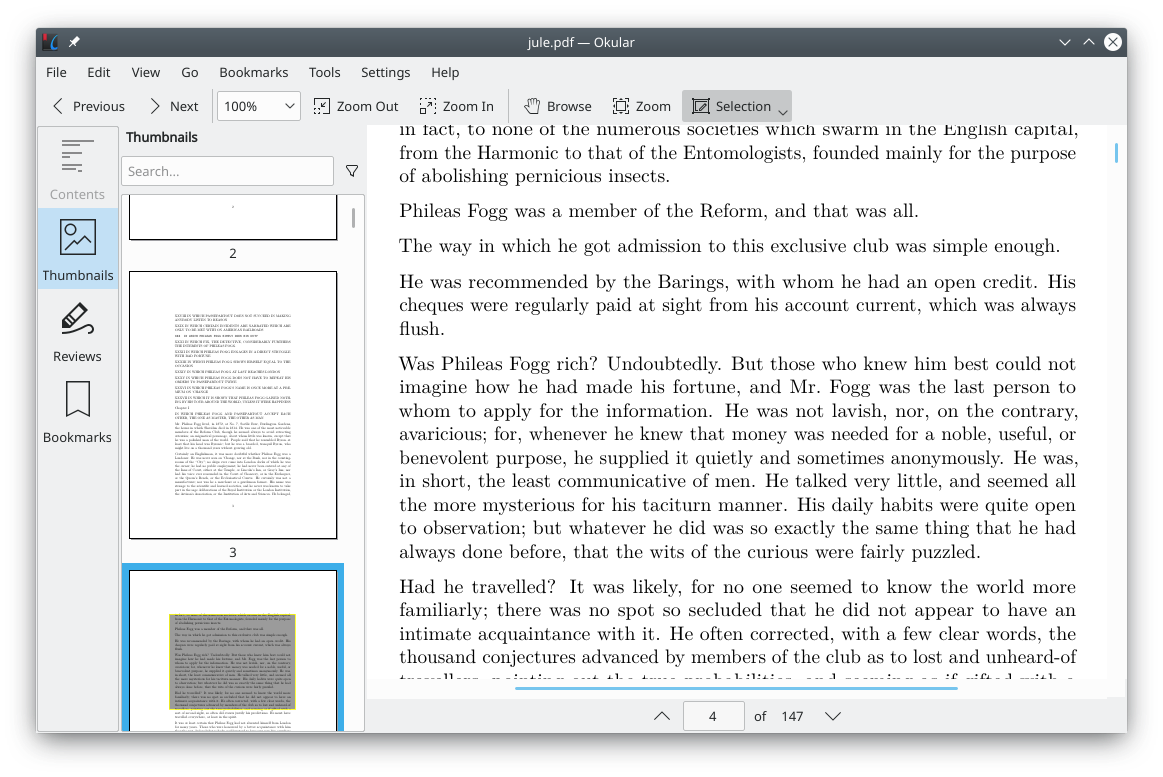 jule.pdf — Okular
File Edit View Go Bookmarks Tools Settings Help
Previous Next 100% Zoom Out Zoom In Browse Zoom Selection
Contents
Thumbnails
Reviews
Bookmarks
Thumbnails
Search...
2
3
in fact, to none of the numerous societies which swarm in the English capital,
from the Harmonic to that of the Entomologists, founded mainly for the purpose
of abolishing pernicious insects.
Phileas Fogg was a member of the Reform, and that was all.
The way in which he got admission to this exclusive club was simple enough.
He was recommended by the Barings, with whom he had an open credit. His
cheques were regularly paid at sight from his account current, which was always
flush.
Was Phileas Fogg rich? Undoubtedly. But those who knew him best could not
imagine how he had made his fortune, and Mr. Fogg was the last person to
whom to apply for the information. He was not lavish, nor, on the contrary,
avaricious; for, whenever he knew that money was needed for a noble, useful, or
benevolent purpose, he supplied it quietly and sometimes anonymously. He was,
in short, the least communicative of men. He talked very little, and seemed all
the more mysterious for his taciturn manner. His daily habits were quite open
to observation; but whatever he did was so exactly the same thing that he had
always done before, that the wits of the curious were fairly puzzled.
Had he travelled? It was likely, for no one seemed to know the world more
familiarly; there was no spot so secluded that he did not appear to have an
intimate acquaintance with it. He often corrected, with a few clear words, the
thousand conjectures advanced by members of the club as to lost and unheard-of
4 of 147